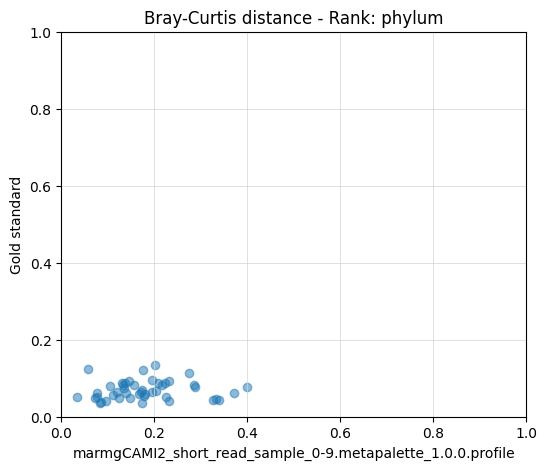 Bray-Curtis distance - Rank: phylum
1.0
0.8
0.6
0.4
0.2
0.0
Gold standard
0.0 0.2 0.4 0.6 0.8 1.0
marmgCAMI2_short_read_sample_0-9.metapalette_1.0.0.profile